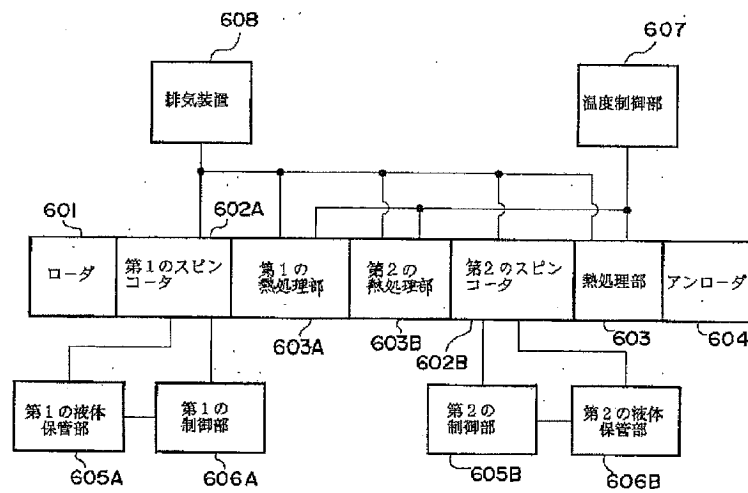 608
607
排気装置
温度制御部
601
602A
ローダ
第1のスピン
コータ
第1の
熱処理部
第2の
熱処理部
第2のスピン
コータ
熱処理部
アンローダ
603A
603B
602B
603
604
第1の液体
保管部
第1の
制御部
第2の
制御部
第2の液体
保管部
605A
606A
605B
606B